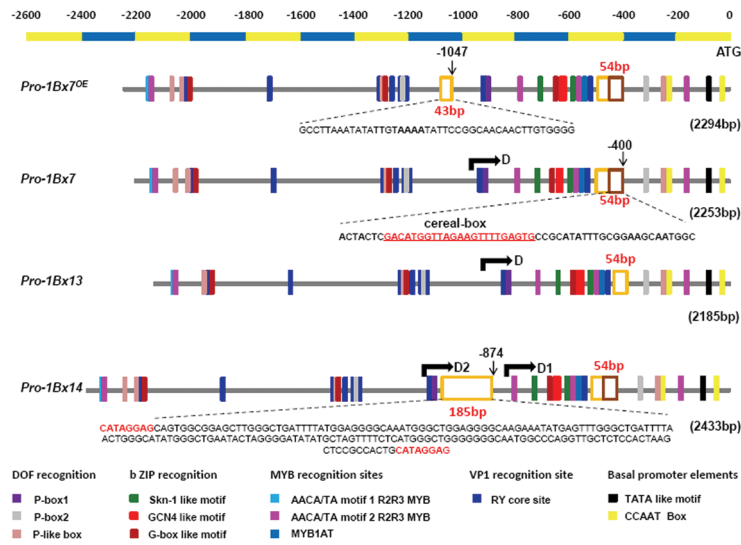 -2600 -2400 -2200 -2000 -1800 -1600 -1400 -1200 -1000 -800 -600 -400 -200 0
-1047 ATG
54bp
Pro-1Bx7OE
43bp
GCCTTAAATATATTGTAAAATATTCCGGCAACAACTTGTGGGG
(2294bp)
D -400
Pro-1Bx7
54bp
(2253bp)
cereal-box
ACTACTCGACATGGTTAGAAGTTTTGAGTGCCGCATATTTGCGGAAGCAATGGC
D 54bp
Pro-1Bx13
(2185bp)
-874
D2 D1 54bp
Pro-1Bx14
185bp
(2433bp)
CATAGGAGCAGTGGCGGAGCTTGGGCTGATTTTATGGAGGGGCAAATGGGCTGGAGGGGGCAAGAAATATGAGTTTGGGCTGATTTTA
ACTGGGCATATGGGCTGAATACTAGGGGATATATGCTAGTTTTCTCATGGGCTGGGGGGGCAATGGCCCAGGTTGCTCTCCACTAAG
CTCCGCCACTGCATAGGAG
DOF recognition
P-box1
P-box2
P-like box
b ZIP recognition
Skn-1 like motif
GCN4 like motif
G-box like motif
MYB recognition sites
AACA/TA motif 1 R2R3 MYB
AACA/TA motif 2 R2R3 MYB
MYB1AT
VP1 recognition site
RY core site
Basal promoter elements
TATA like motif
CCAAT Box